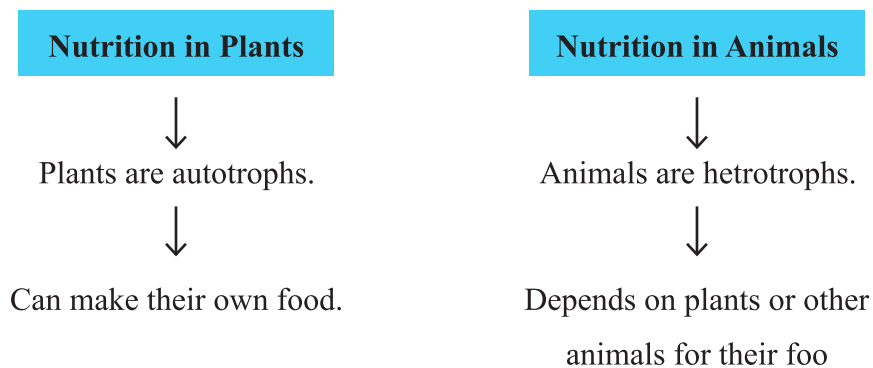 Nutrition in Plants
Plants are autotrophs.
Can make their own food.
Nutrition in Animals
Animals are hetrotrophs.
Depends on plants or other
animals for their foo